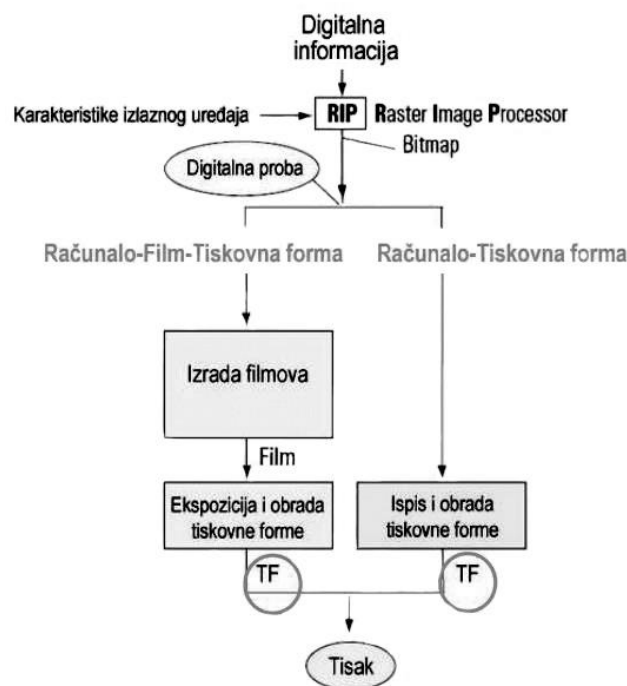 Digitalna
informacija
Karakteristike izlaznog uređaja
RIP
Raster Image Processor
Bitmap
Digitalna proba
Računalo-Film-Tiskovna forma
Računalo-Tiskovna forma
Izrada filmova
Film
Ekspozicija i obrada
tiskovne forme
Ispis i obrada
tiskovne forme
TF
TF
Tisak